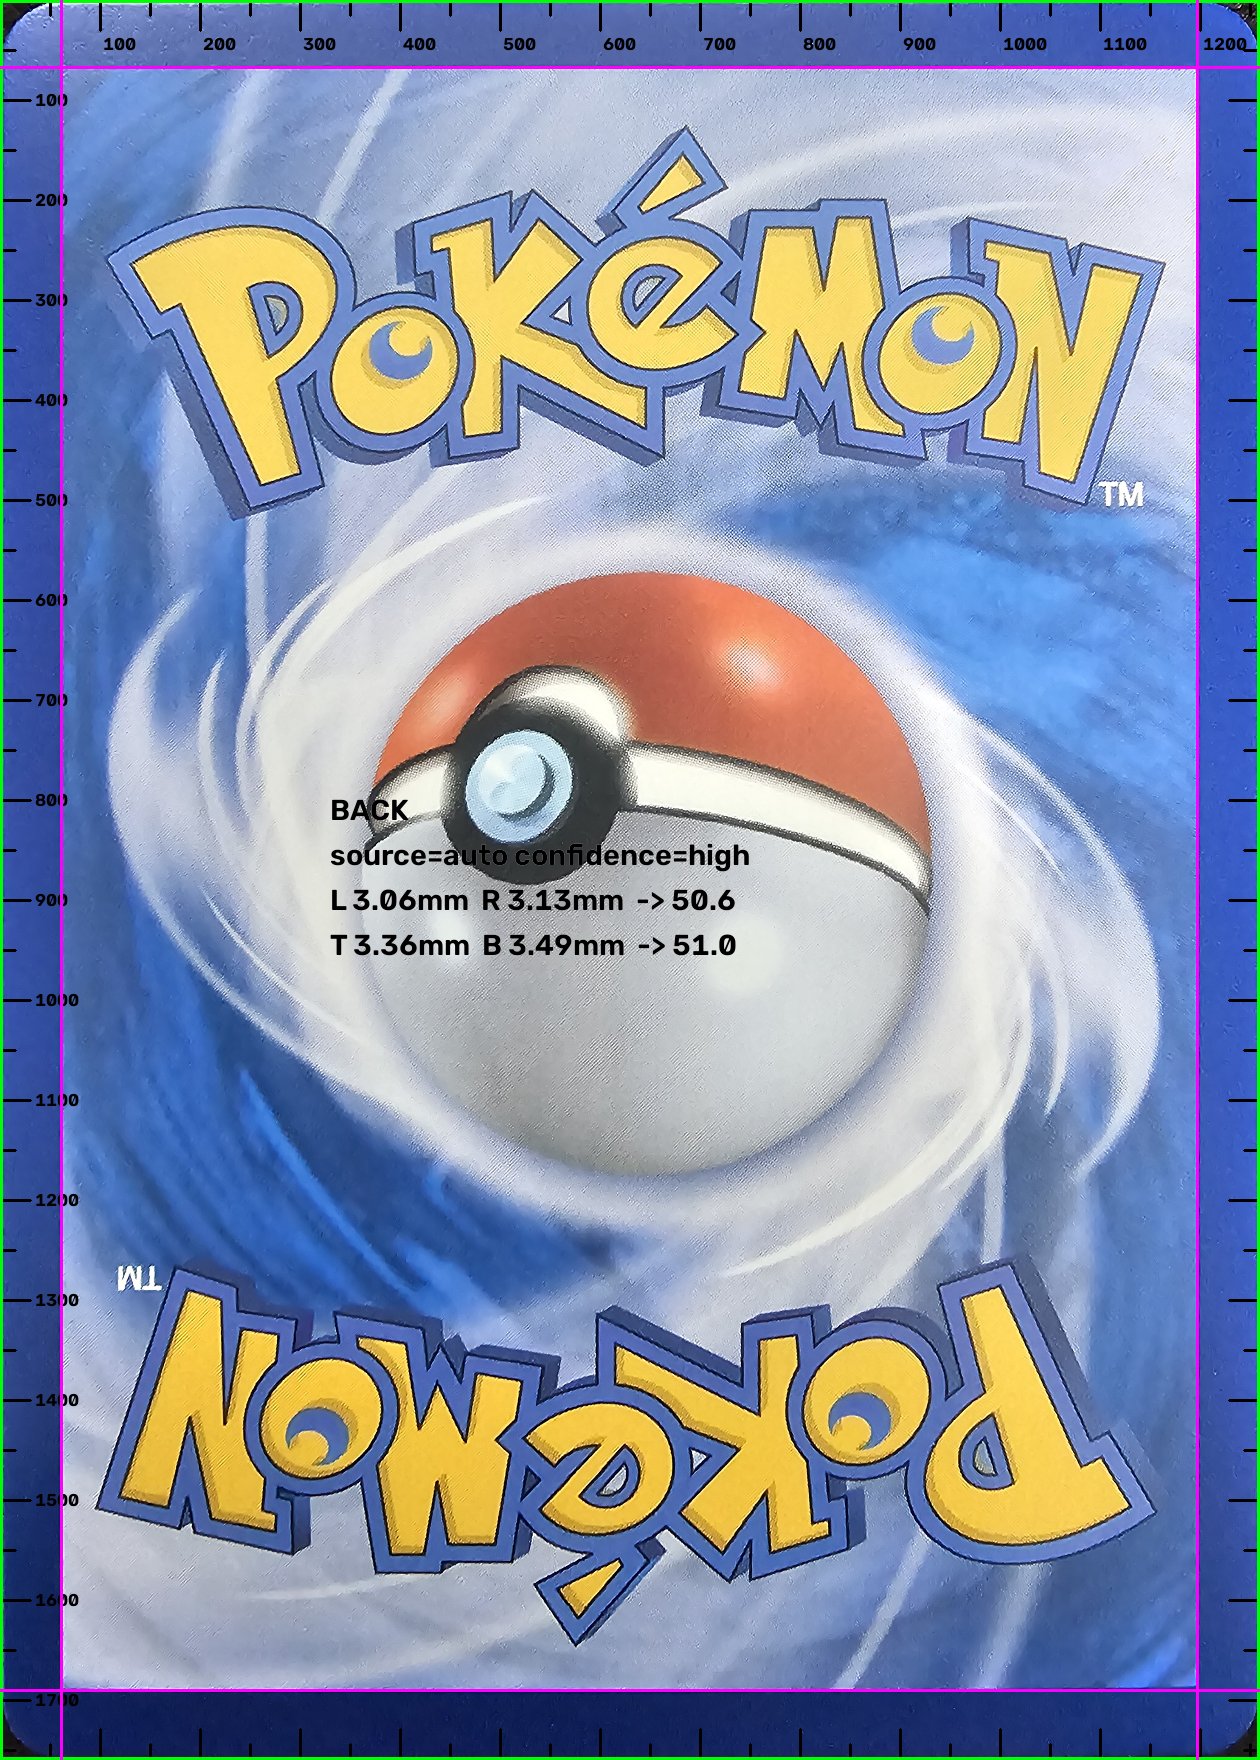 100 200 300 400 500 600 700 800 900 1000 1100 1200
100
200
POKéMON
300
400
500
TM
600
700
800
BACK
source=auto confidence=high
L 3.06mm R 3.13mm -> 50.6
900
T 3.36mm B 3.49mm -> 51.0
1000
1100
1200
TM
1300
1400
POKéMON
1500
1600
1700